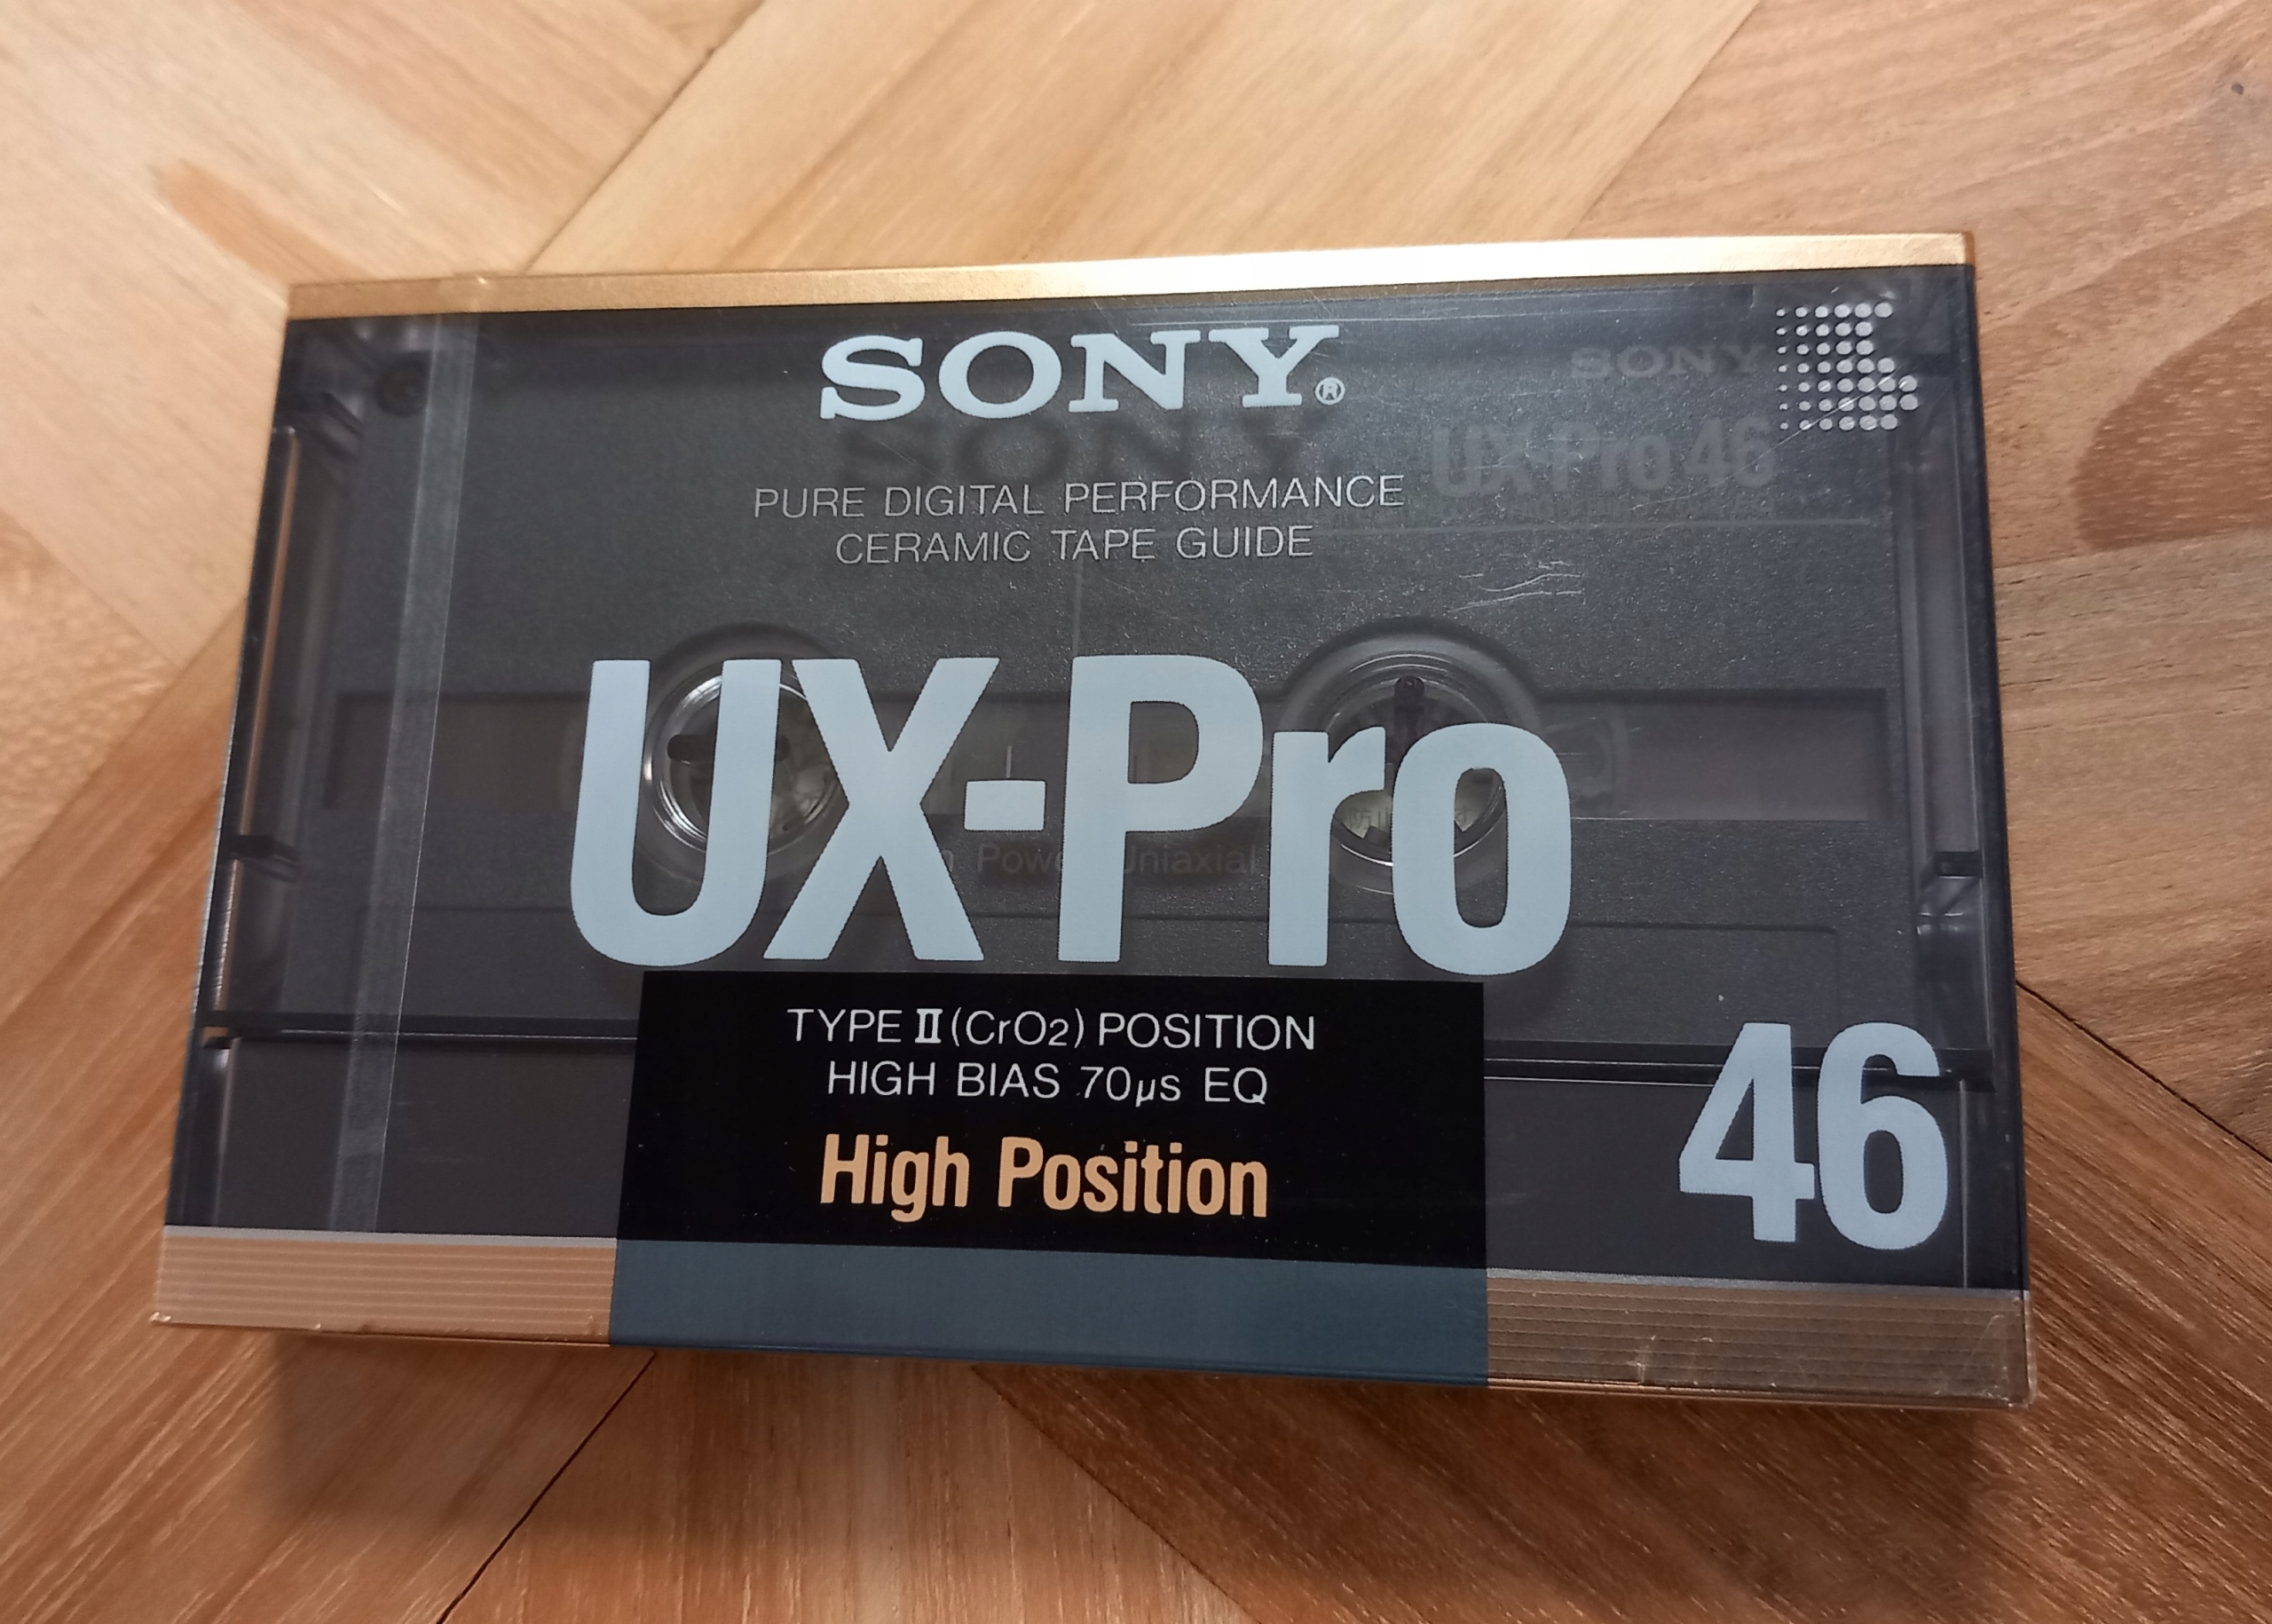 SONY®
SONY
PURE DIGITAL PERFORMANCE
CERAMIC TAPE GUIDE
UX-Pro 46
UX-Pro
Uniaxial
TYPE II (CrO2) POSITION
HIGH BIAS 70μs EQ
High Position
46